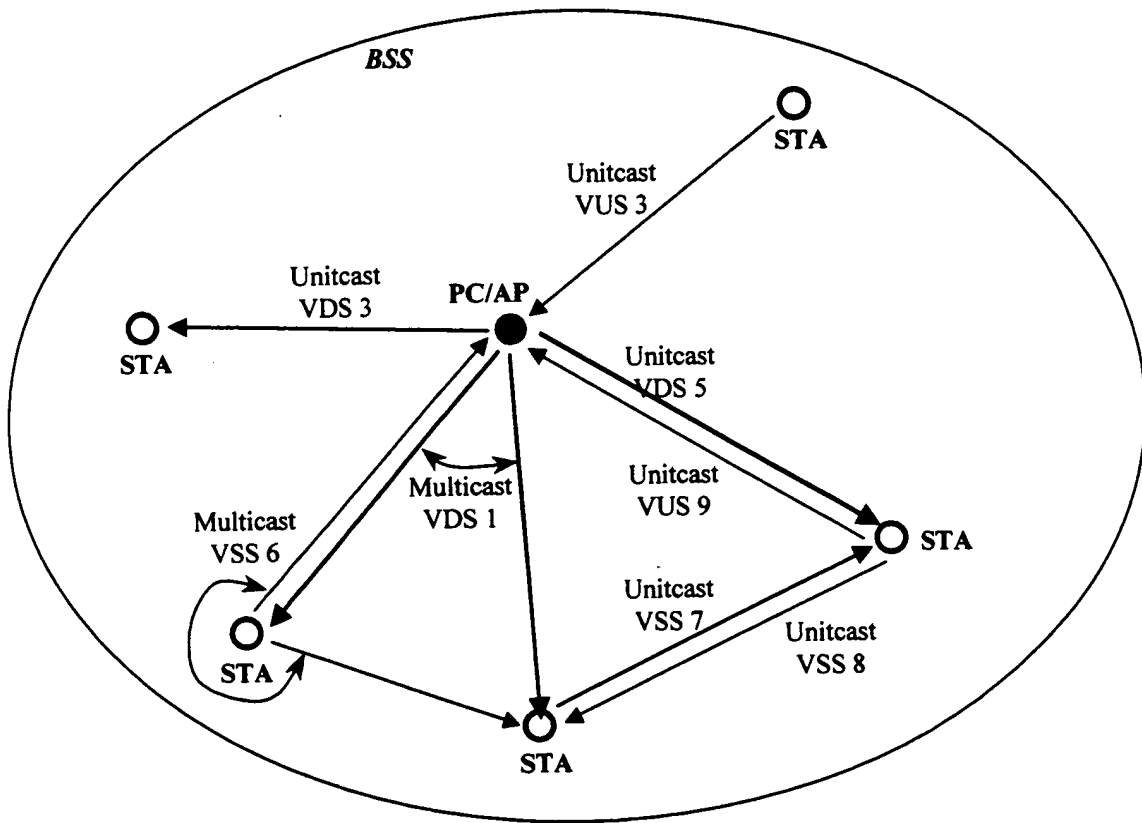 BSS
STA
Unitcast
VUS 3
Unitcast
VDS 3
PC/AP
STA
Unitcast
VDS 5
Multicast
VDS 1
Unitcast
VUS 9
Multicast
VSS 6
STA
STA
Unitcast
VSS 7
Unitcast
VSS 8
STA